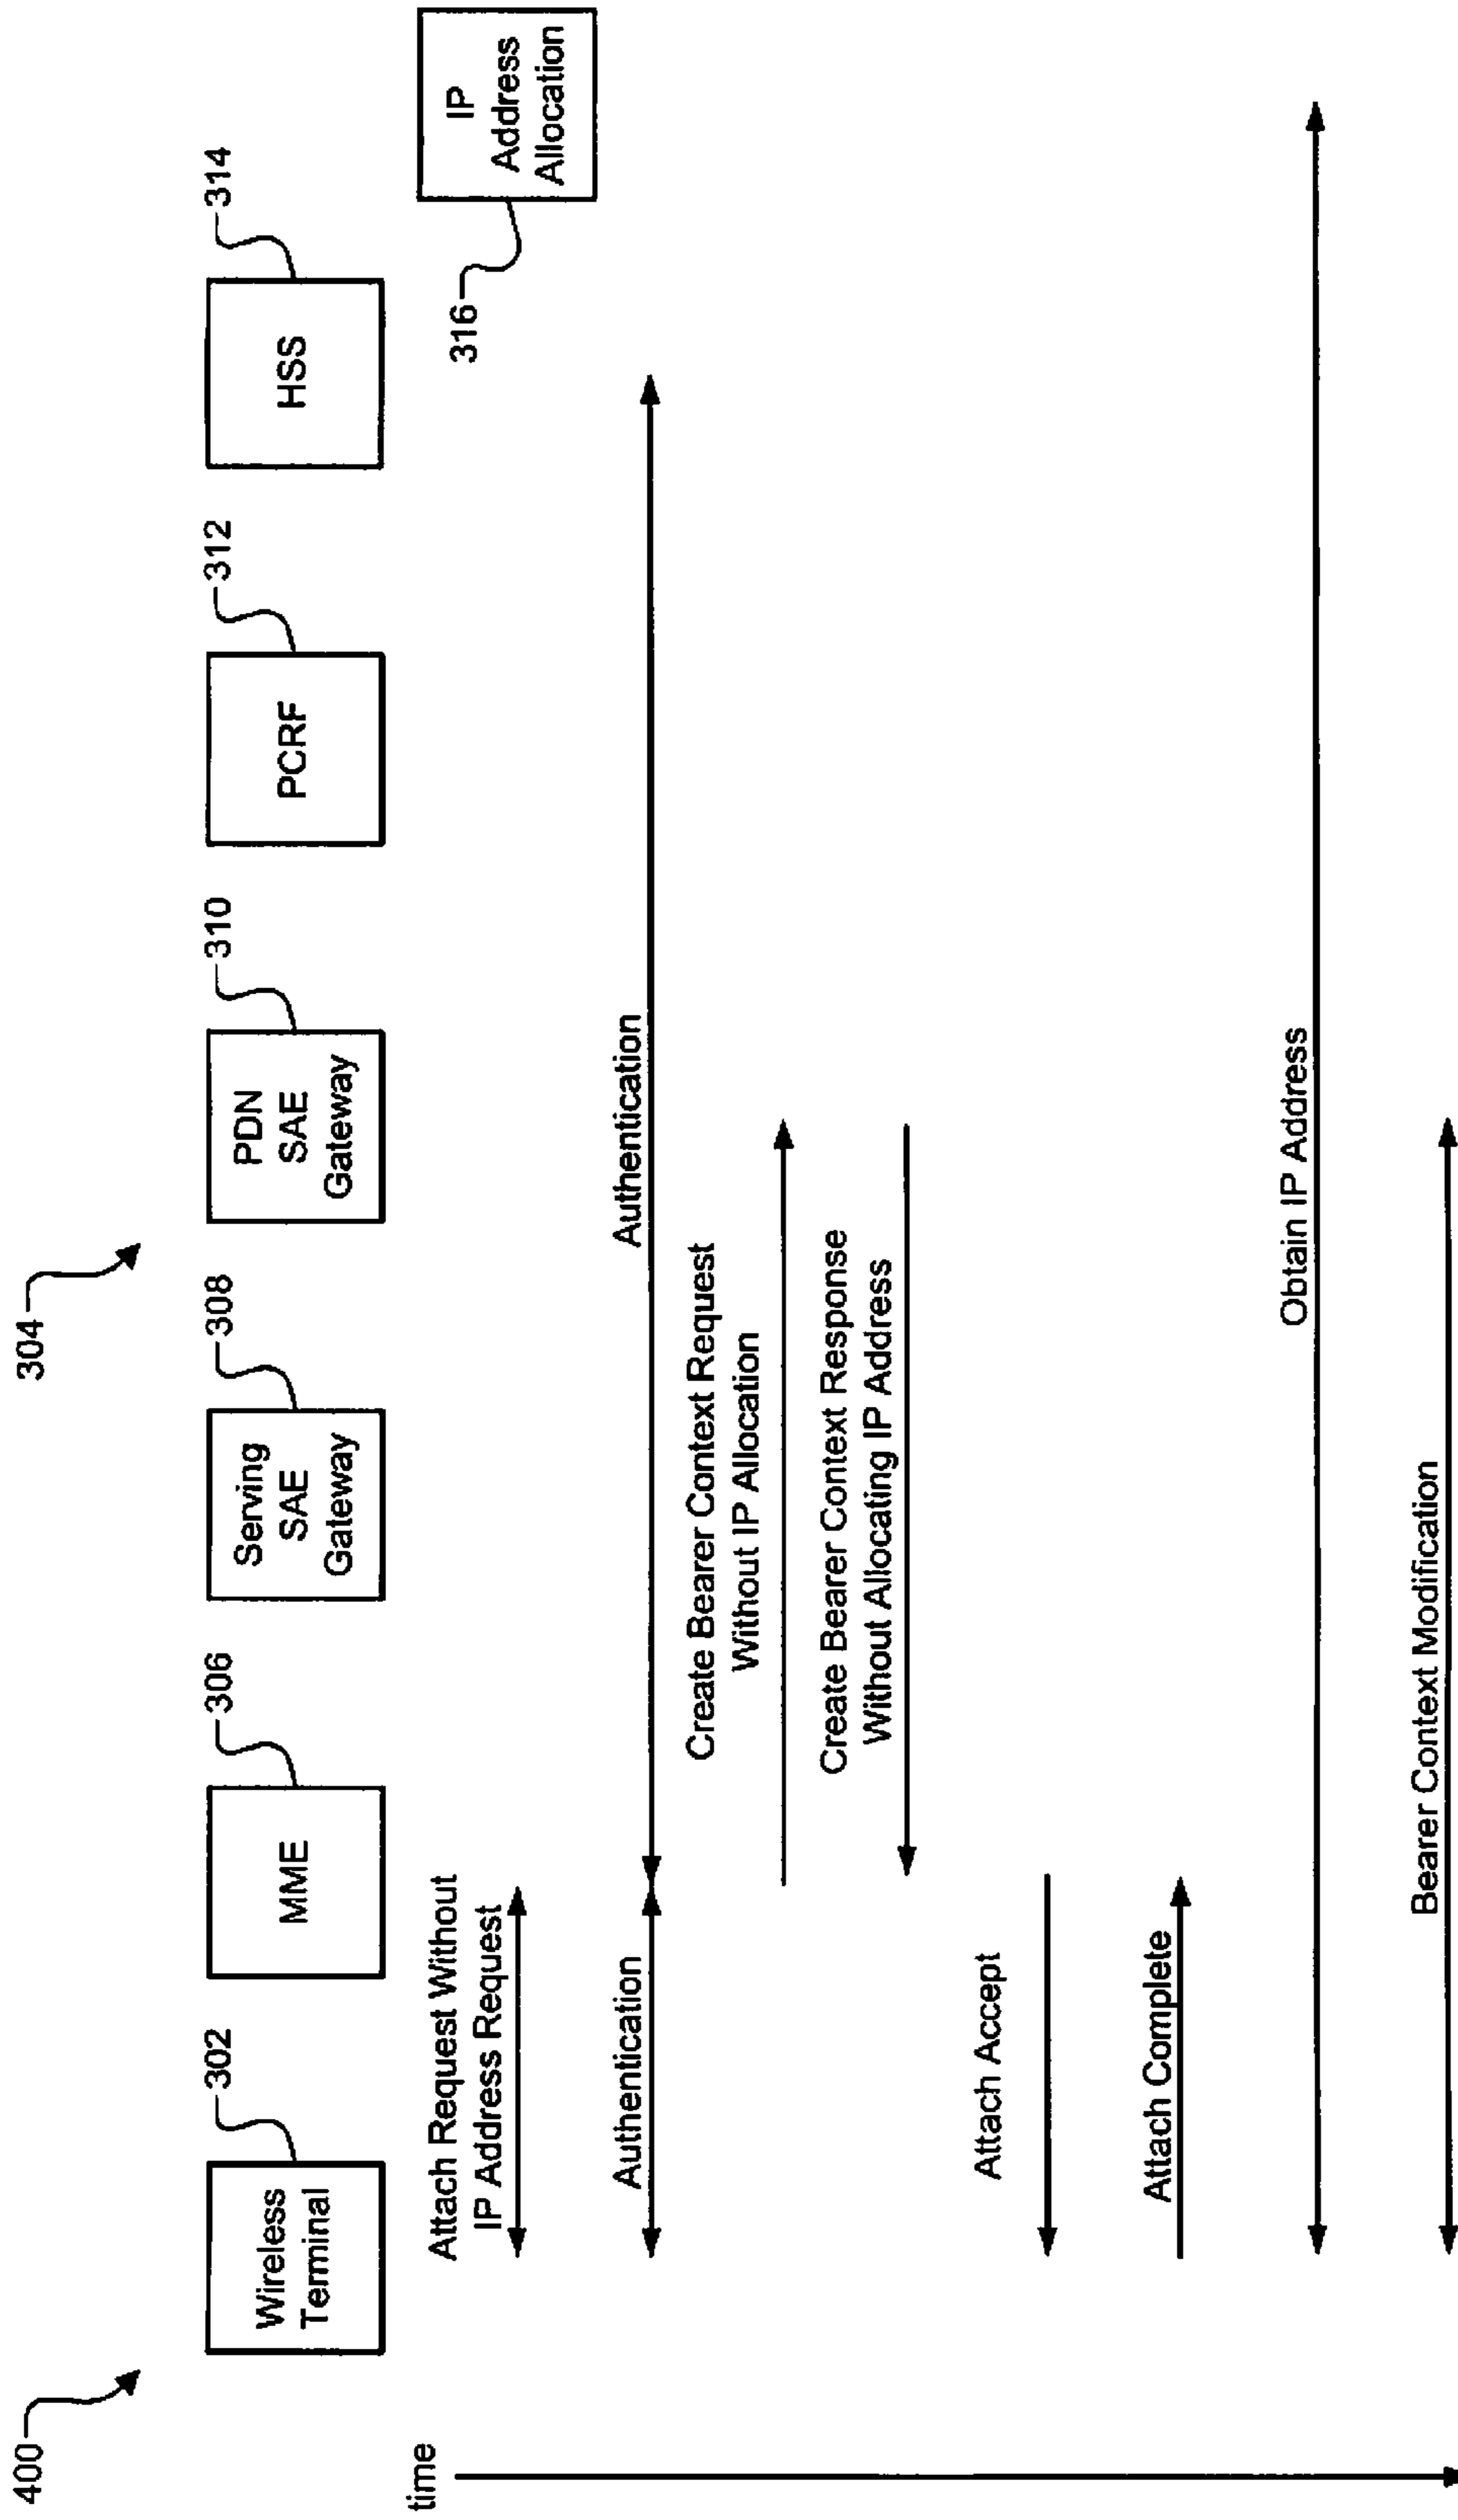 400
304
302
306
308
310
312
314
Wireless
Terminal
MME
Serving
SAE
Gateway
PDN
SAE
Gateway
PCRF
HSS
316
IP
Address
Allocation
time
Attach Request Without
IP Address Request
Authentication
Authentication
Create Bearer Context Request
Without IP Allocation
Create Bearer Context Response
Without Allocating IP Address
Attach Accept
Attach Complete
Obtain IP Address
Bearer Context Modification